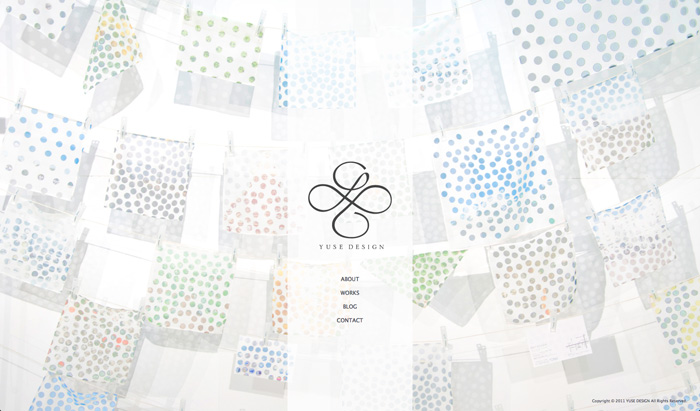 YUSE DESIGN
ABOUT
WORKS
BLOG
CONTACT
Copyright © 2011 YUSE DESIGN All Rights Reserved.